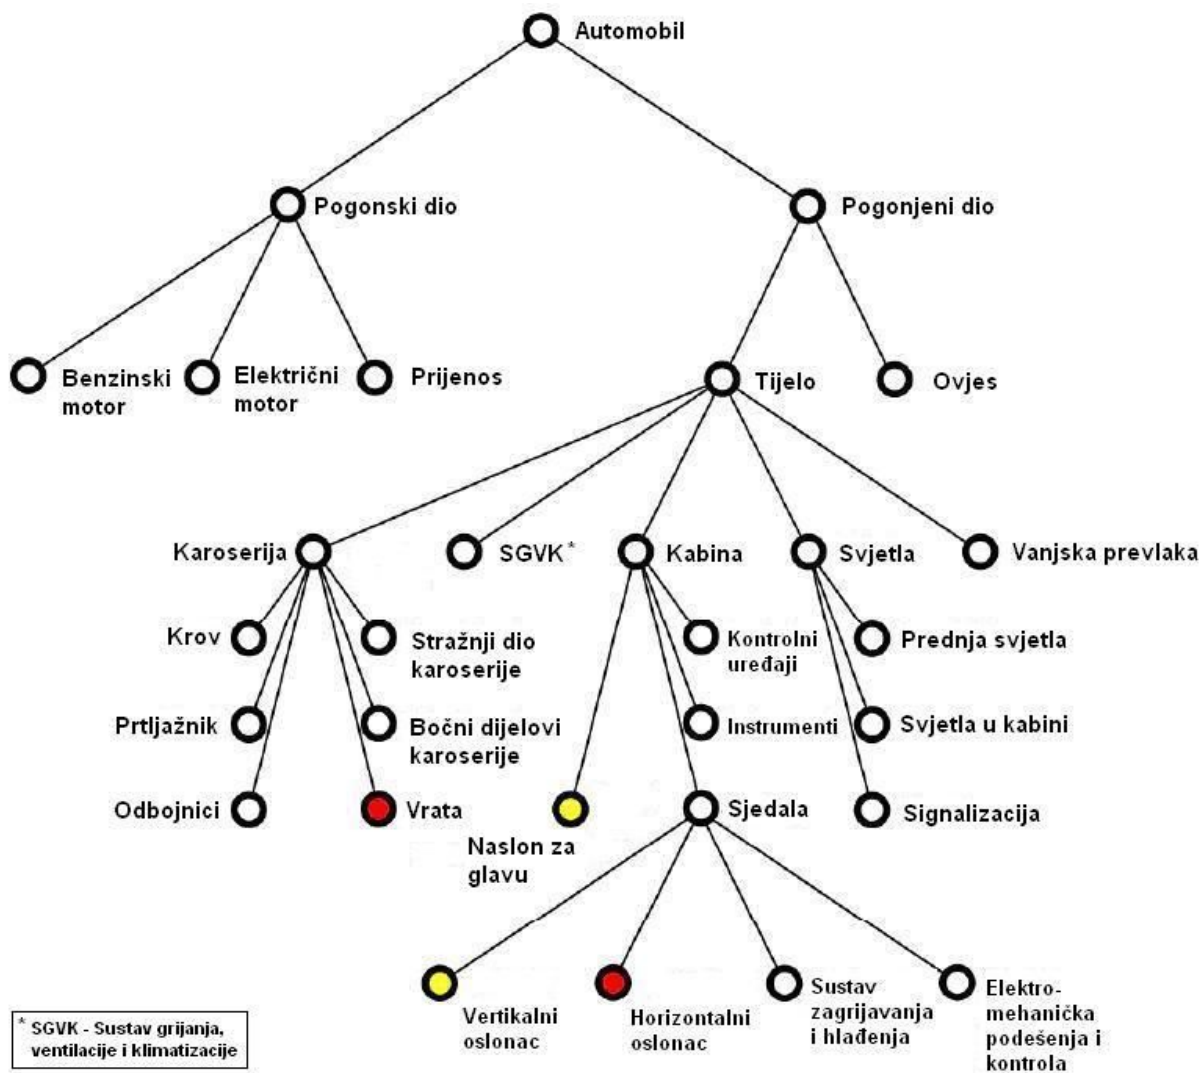 Automobil
Pogonski dio
Pogonjeni dio
Benzinski
motor
Električni
motor
Prijenos
Tijelo
Ovjes
Karoserija
SGVK *
Kabina
Svjetla
Vanjska prevlaka
Krov
Stražnji dio
karoserije
Kontrolni
uređaji
Prednja svjetla
Prtljažnik
Bočni dijelovi
karoserije
Instrumenti
Svjetla u kabini
Odbojnici
Vrata
Naslon za
glavu
Sjedala
Signalizacija
Vertikalni
oslonac
Horizontalni
oslonac
Sustav
zagrijavanja
i hlađenja
Elektro-
mehanička
podešenja i
kontrola
* SGVK - Sustav grijanja,
ventilacije i klimatizacije